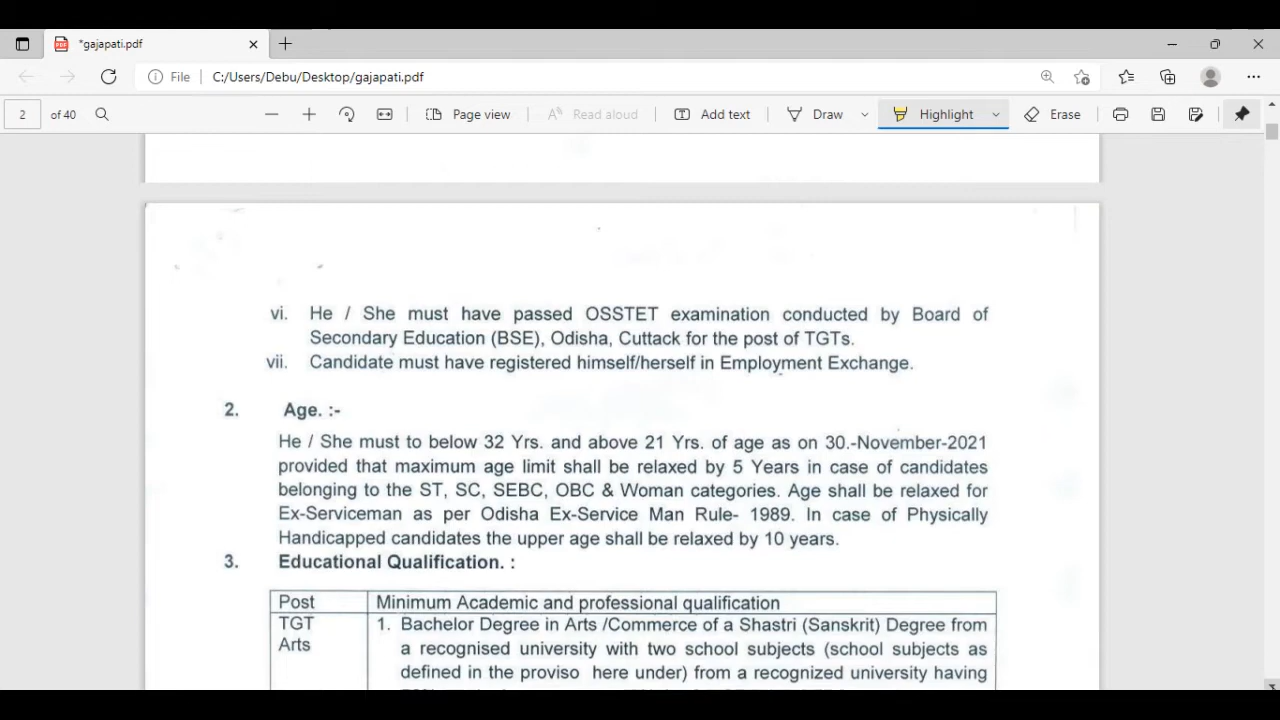 *gajapati.pdf
File C:/Users/Debu/Desktop/gajapati.pdf
2 of 40 Page view Read aloud Add text Draw Highlight Erase
vi. He / She must have passed OSSTET examination conducted by Board of
Secondary Education (BSE), Odisha, Cuttack for the post of TGTs.
vii. Candidate must have registered himself/herself in Employment Exchange.
2. Age. :-
He / She must to below 32 Yrs. and above 21 Yrs. of age as on 30.-November-2021
provided that maximum age limit shall be relaxed by 5 Years in case of candidates
belonging to the ST, SC, SEBC, OBC & Woman categories. Age shall be relaxed for
Ex-Serviceman as per Odisha Ex-Service Man Rule- 1989. In case of Physically
Handicapped candidates the upper age shall be relaxed by 10 years.
3. Educational Qualification. :
Post Minimum Academic and professional qualification
TGT 1. Bachelor Degree in Arts /Commerce of a Shastri (Sanskrit) Degree from
Arts a recognised university with two school subjects (school subjects as
defined in the proviso here under) from a recognized university having